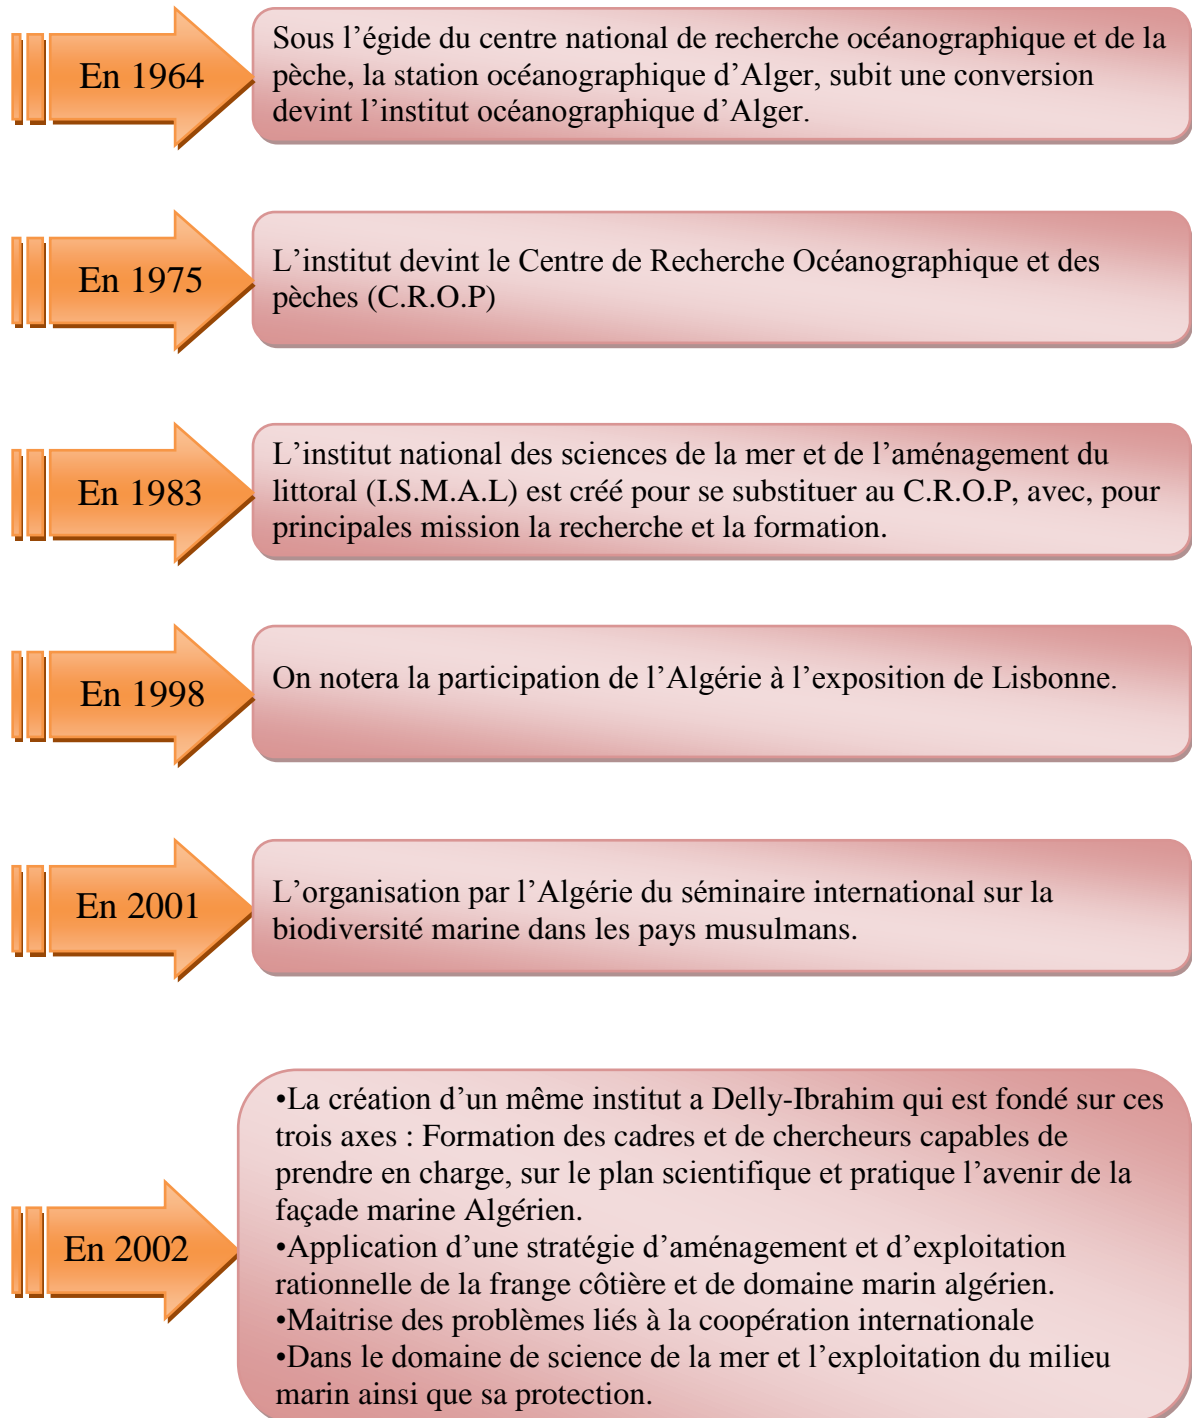 En 1964
Sous l’égide du centre national de recherche océanographique et de la
pèche, la station océanographique d’Alger, subit une conversion
devint l’institut océanographique d’Alger.
En 1975
L’institut devint le Centre de Recherche Océanographique et des
pèches (C.R.O.P)
En 1983
L’institut national des sciences de la mer et de l’aménagement du
littoral (I.S.M.A.L) est créé pour se substituer au C.R.O.P, avec, pour
principales mission la recherche et la formation.
En 1998
On notera la participation de l’Algérie à l’exposition de Lisbonne.
En 2001
L’organisation par l’Algérie du séminaire international sur la
biodiversité marine dans les pays musulmans.
En 2002
•La création d’un même institut a Delly-Ibrahim qui est fondé sur ces
trois axes : Formation des cadres et de chercheurs capables de
prendre en charge, sur le plan scientifique et pratique l’avenir de la
façade marine Algérien.
•Application d’une stratégie d’aménagement et d’exploitation
rationnelle de la frange côtière et de domaine marin algérien.
•Maitrise des problèmes liés à la coopération internationale
•Dans le domaine de science de la mer et l’exploitation du milieu
marin ainsi que sa protection.